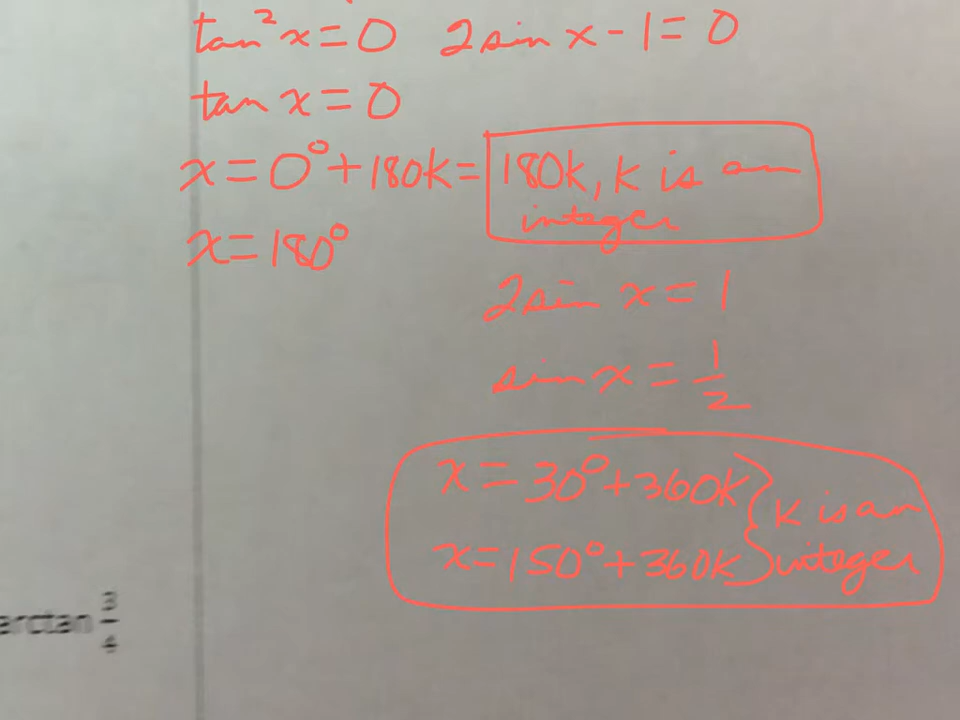 tan²x=0 2sin x-1=0
tan x=0
x=0°+180k= 180k, k is an
integer
x=180°
2sin x=1
sin x=1/2
x=30°+360k } k is an
x=150°+360k } integer
arctan 3/4